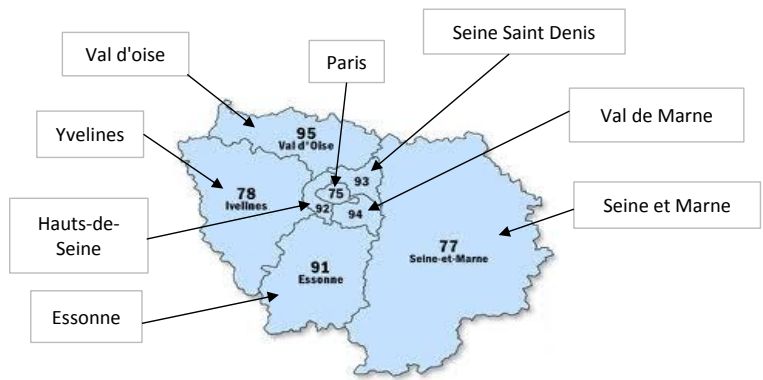 Seine Saint Denis
Val d'oise
Paris
Val de Marne
Yvelines
95
Val d'Oise
93
78
Ivelines
75
92
94
Seine et Marne
Hauts-de-
Seine
77
Seine-et-Marne
91
Essonne
Essonne